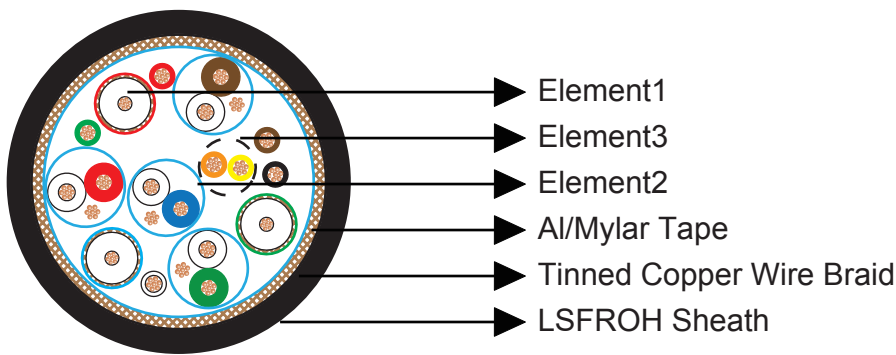 Element1
Element3
Element2
Al/Mylar Tape
Tinned Copper Wire Braid
LSFROH Sheath